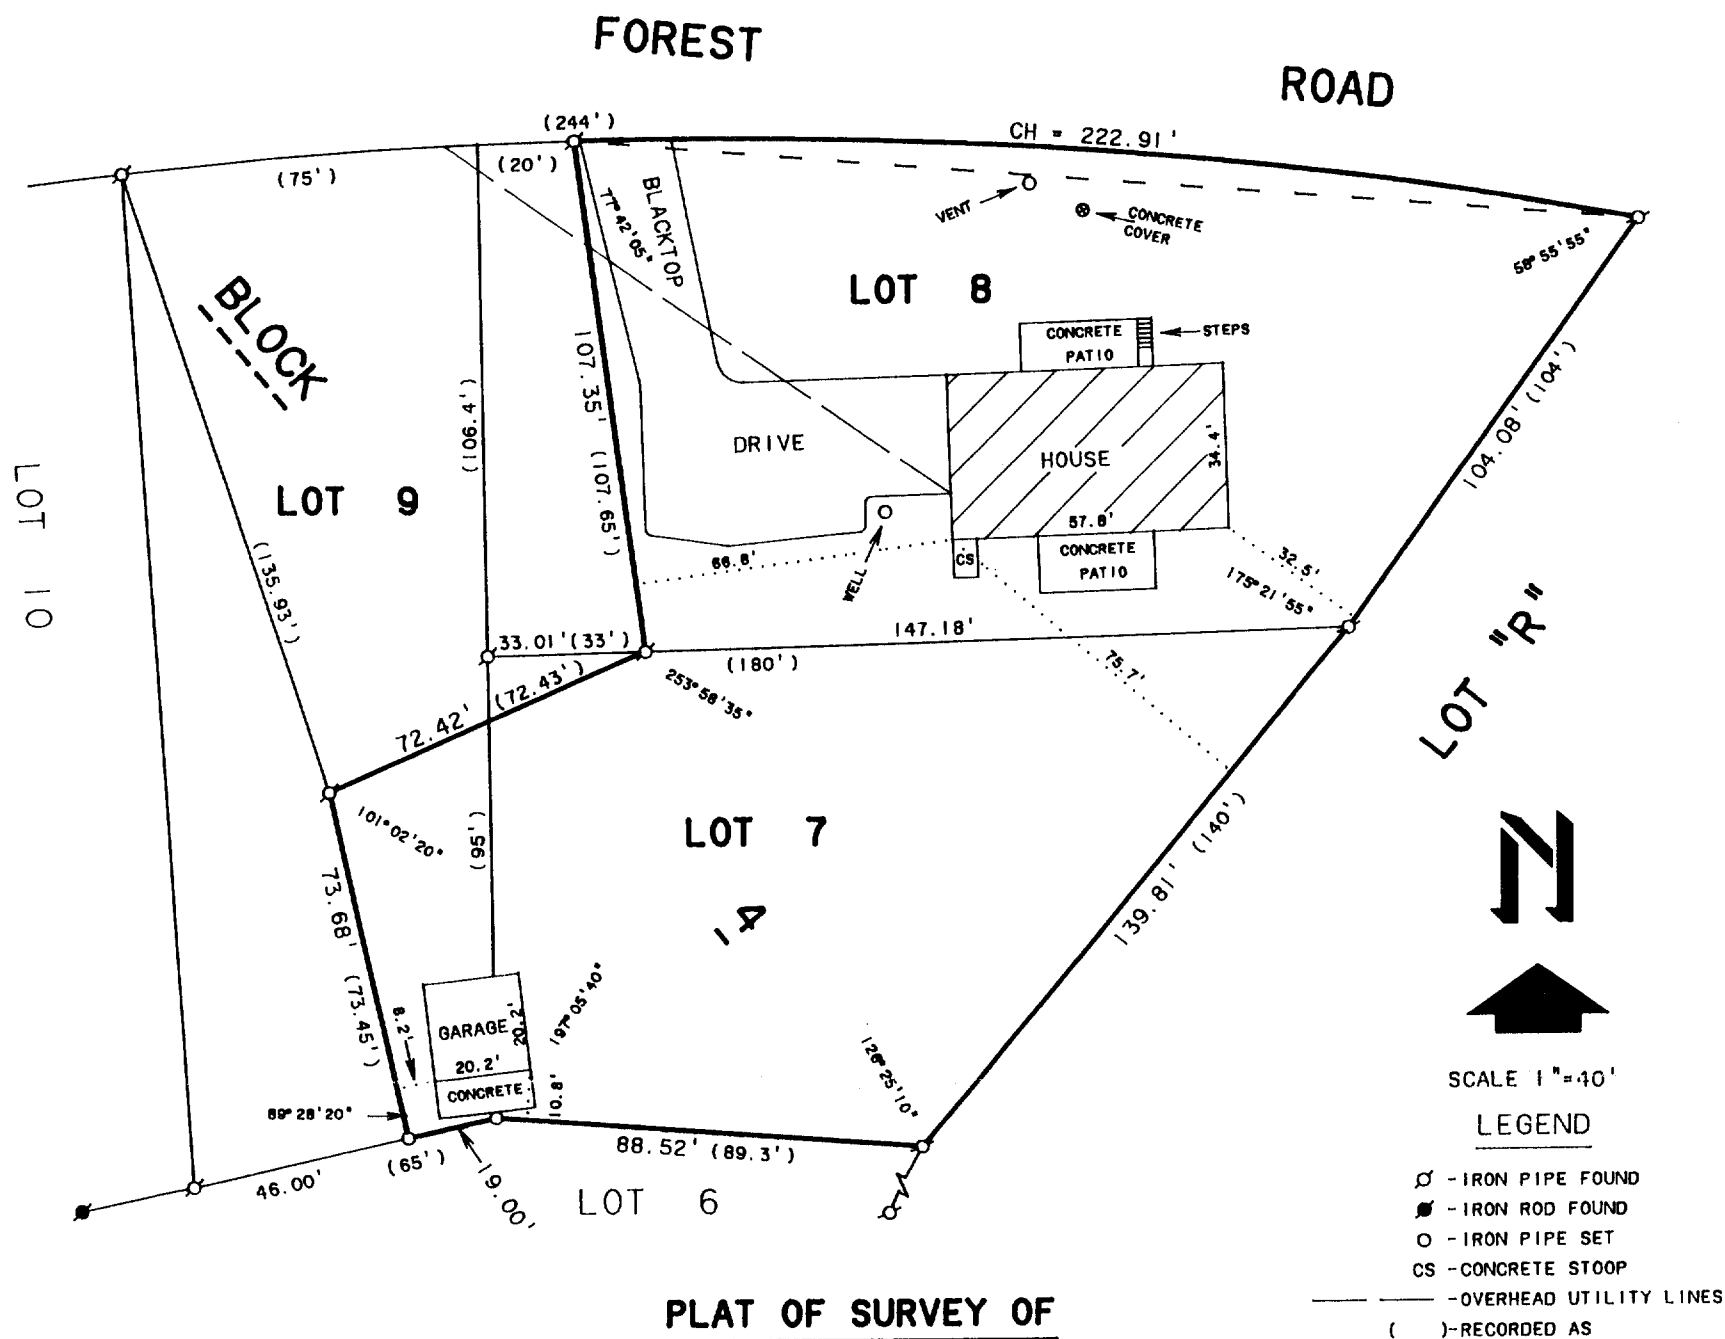 FOREST
ROAD
(244')
CH = 222.91'
(75')
(20')
BLACKTOP
77°42'05"
VENT
CONCRETE
COVER
58°55'55"
LOT 8
BLOCK
CONCRETE
PATIO
STEPS
107.35' (107.65')
(106.4')
104.08' (104')
DRIVE
HOUSE
34.4'
LOT 10
LOT 9
57.8'
WELL
66.8'
CS
CONCRETE
PATIO
32.5'
175°21'55"
(135.93')
33.01' (33')
147.18'
(180')
75.7'
LOT "R"
72.42' (72.43')
253°58'35"
101°02'20"
(95')
LOT 7
14
139.81' (140')
N
73.68' (73.45')
8.2'
GARAGE
20.2'
20.2'
CONCRETE
10.8'
197°05'40"
126°25'10"
89°28'20"
SCALE 1"=40'
46.00'
(65')
19.00'
88.52' (89.3')
LOT 6
LEGEND
-IRON PIPE FOUND
-IRON ROD FOUND
-IRON PIPE SET
CS -CONCRETE STOOP
-OVERHEAD UTILITY LINES
( )-RECORDED AS
PLAT OF SURVEY OF